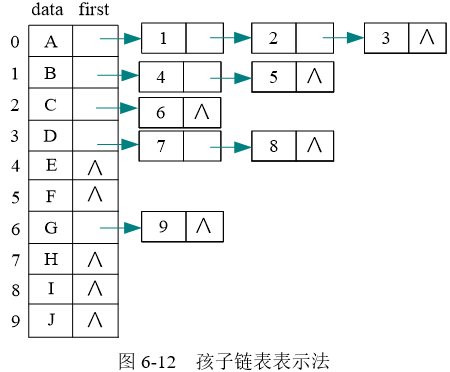 data first
0 A 1 2 3 ∧
1 B 4 5 ∧
2 C 6 ∧
3 D 7 8 ∧
4 E ∧
5 F ∧
6 G 9 ∧
7 H ∧
8 I ∧
9 J ∧
图 6-12 孩子链表表示法